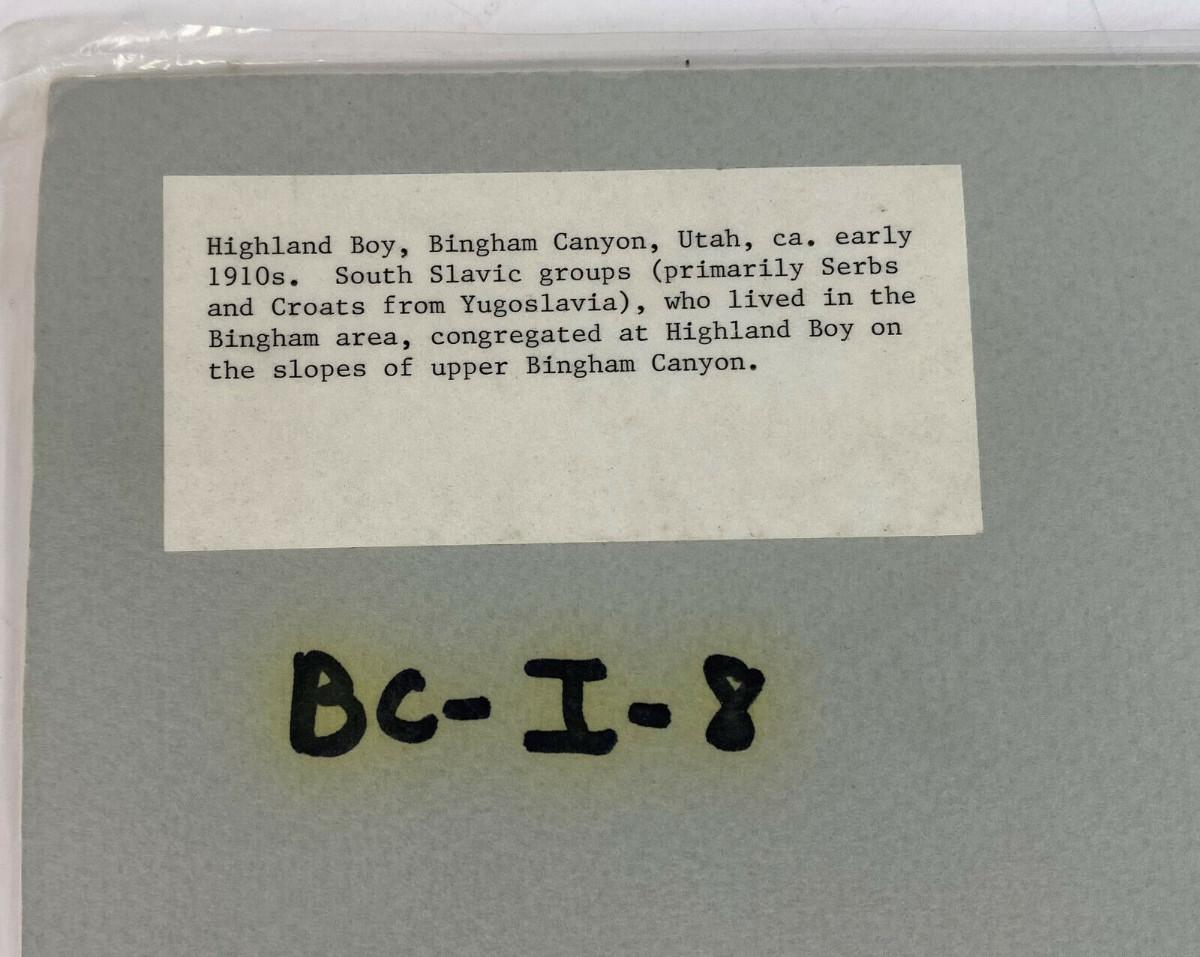 Highland Boy, Bingham Canyon, Utah, ca. early
1910s.  South Slavic groups (primarily Serbs
and Croats from Yugoslavia), who lived in the
Bingham area, congregated at Highland Boy on
the slopes of upper Bingham Canyon.
BC-I-8